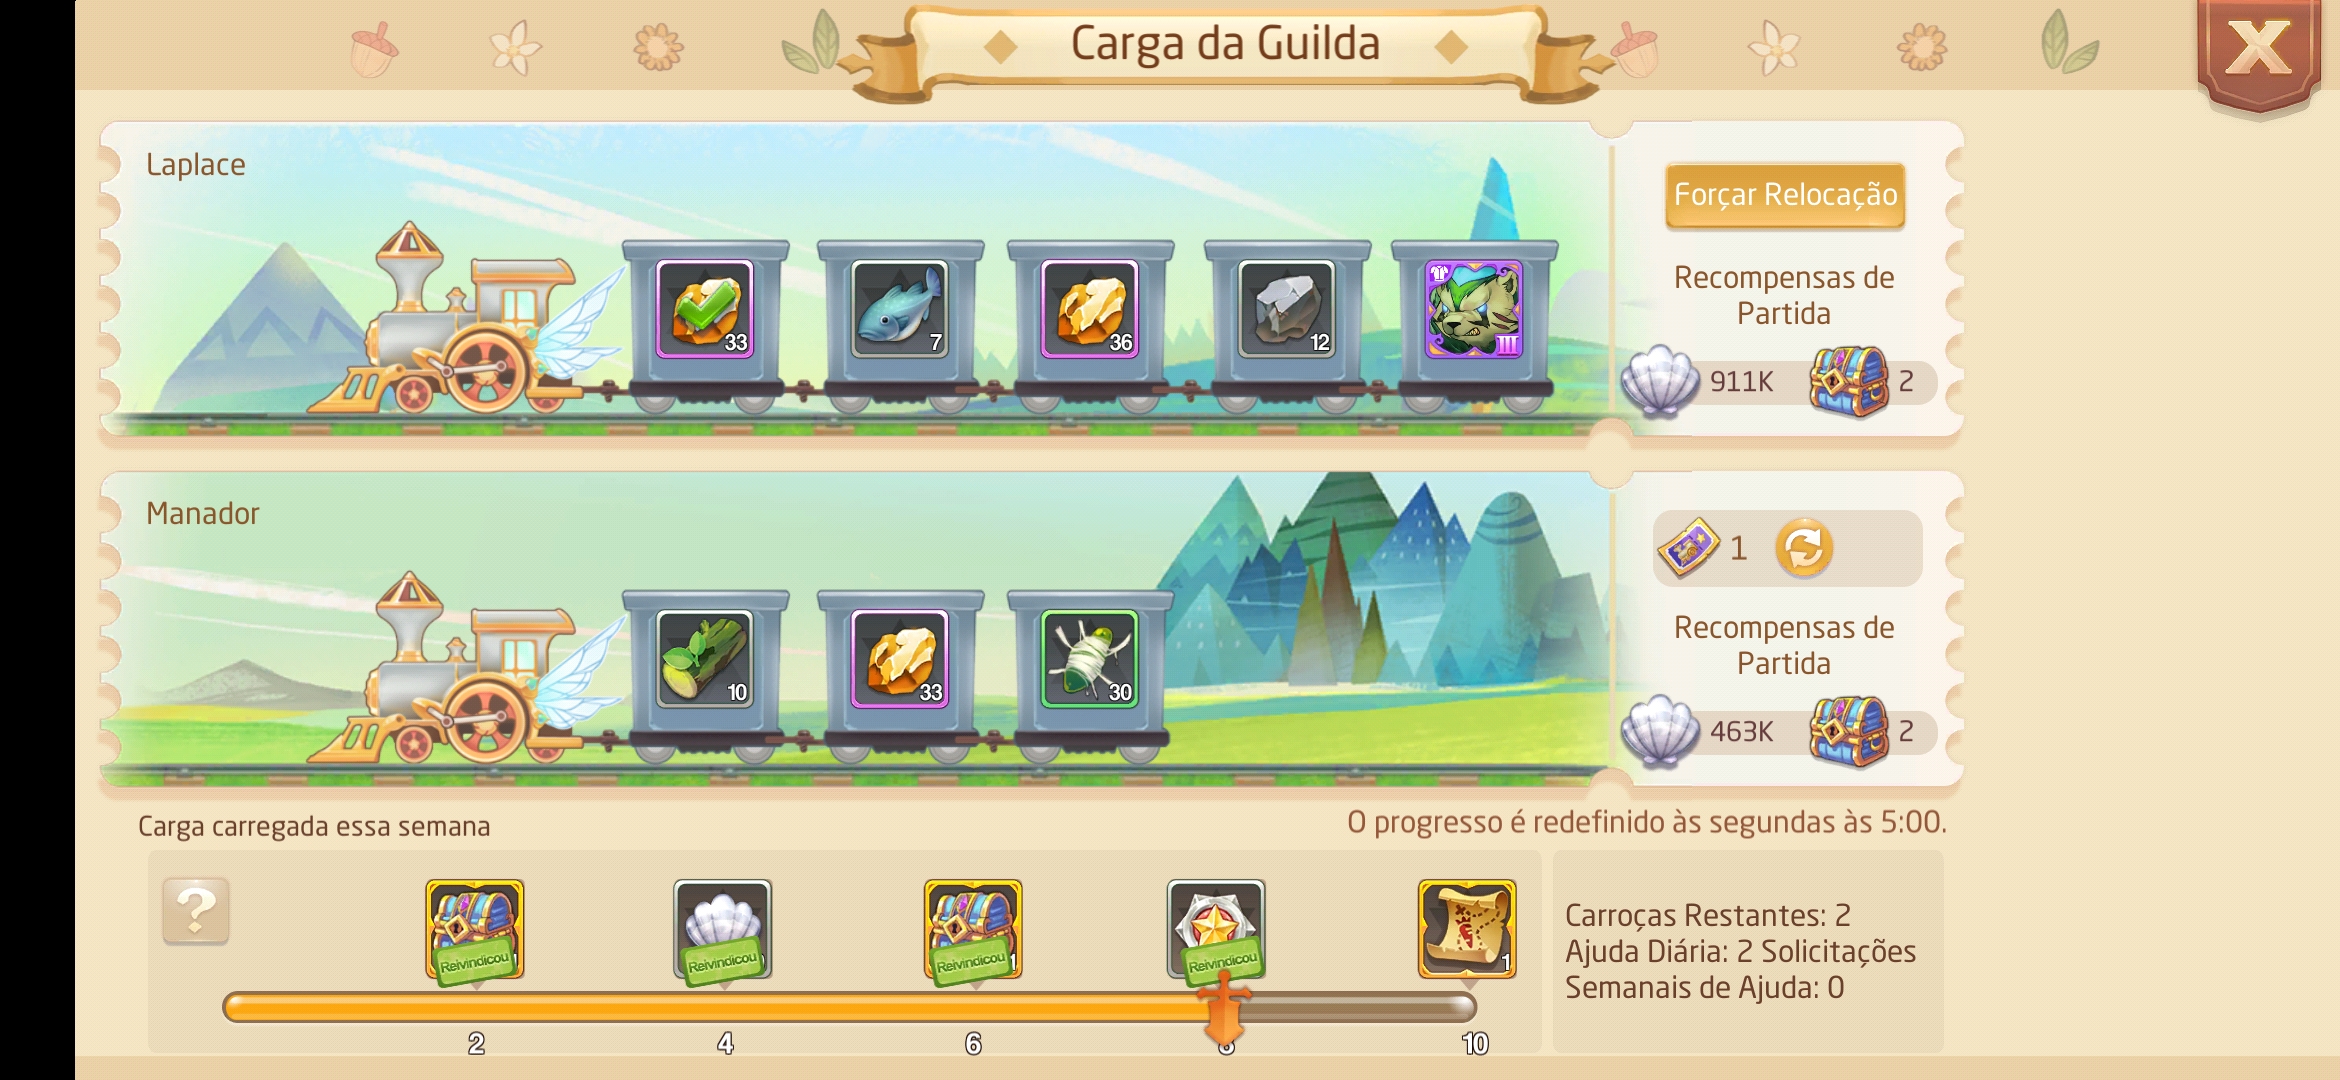 Carga da Guilda
Laplace
Forçar Relocação
Recompensas de
Partida
33
7
36
12
III
911K
2
Manador
1
Recompensas de
Partida
10
33
30
463K
2
Carga carregada essa semana
O progresso é redefinido às segundas às 5:00.
?
Reivindicou
Reivindicou
Reivindicou
Reivindicou
1
2
4
6
10
Carroças Restantes: 2
Ajuda Diária: 2 Solicitações
Semanais de Ajuda: 0